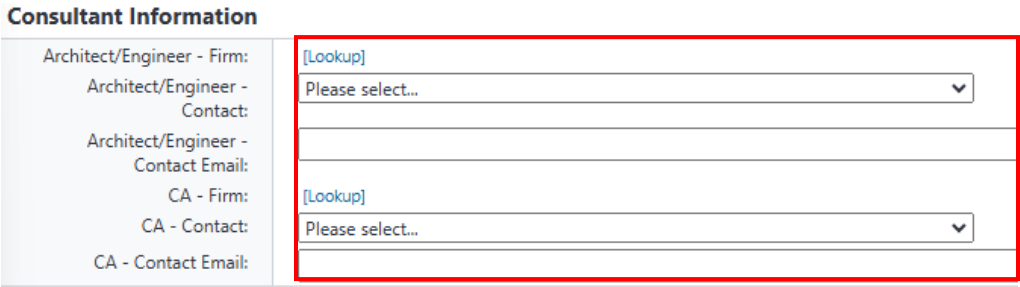 Consultant Information
Architect/Engineer - Firm: [Lookup]
Architect/Engineer -
Contact: Please select...
Architect/Engineer -
Contact Email:
CA - Firm: [Lookup]
CA - Contact: Please select...
CA - Contact Email: